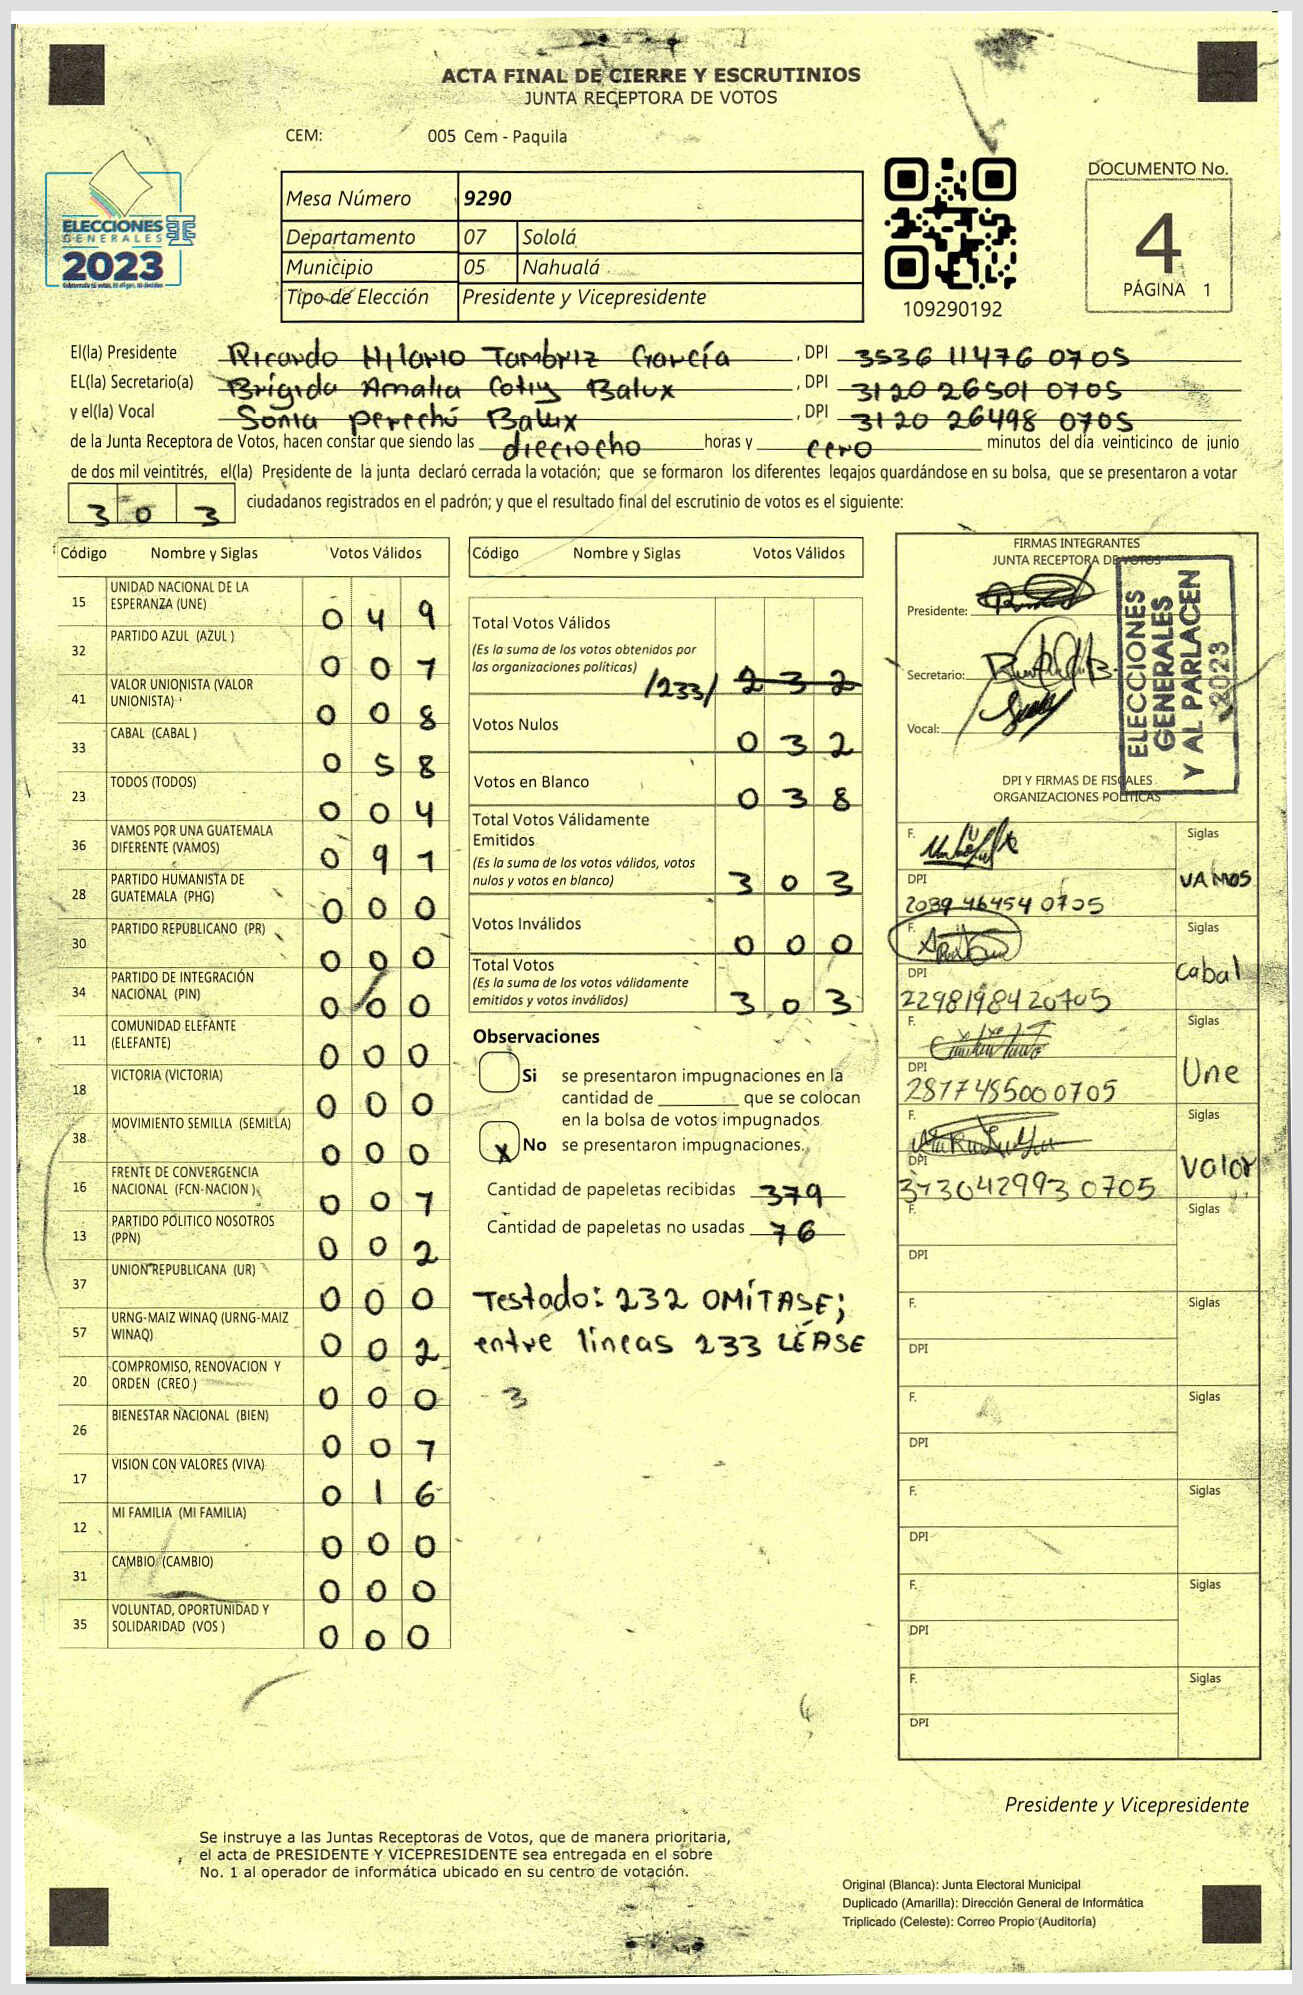 ACTA FINAL DE CIERRE Y ESCRUTINIOS
JUNTA RECEPTORA DE VOTOS
CEM: 005 Cem - Paquila
ELECCIONES
GENERALES
2023
Mesa Número 9290
Departamento 07 Sololá
Municipio 05 Nahualá
Tipo de Elección Presidente y Vicepresidente
109290192
DOCUMENTO No.
4
PÁGINA 1
El(la) Presidente Ricardo Hilario Tambriz García , DPI 3536 11476 0705
EL(la) Secretario(a) Brígida Amalia Cotiy Balux , DPI 3120 26501 0705
y el(la) Vocal Sonia Perechú Balux , DPI 3120 26498 0705
de la Junta Receptora de Votos, hacen constar que siendo las dieciocho horas y cero minutos del día veinticinco de junio
de dos mil veintitrés, el(la) Presidente de la junta declaró cerrada la votación; que se formaron los diferentes legajos guardándose en su bolsa, que se presentaron a votar
3 0 3 ciudadanos registrados en el padrón; y que el resultado final del escrutinio de votos es el siguiente:
Código Nombre y Siglas Votos Válidos
15 UNIDAD NACIONAL DE LA ESPERANZA (UNE) 0 4 9
32 PARTIDO AZUL (AZUL ) 0 0 7
41 VALOR UNIONISTA (VALOR UNIONISTA) 0 0 8
33 CABAL (CABAL ) 0 5 8
23 TODOS (TODOS) 0 0 4
36 VAMOS POR UNA GUATEMALA DIFERENTE (VAMOS) 0 9 1
28 PARTIDO HUMANISTA DE GUATEMALA (PHG) 0 0 0
30 PARTIDO REPUBLICANO (PR) 0 0 0
34 PARTIDO DE INTEGRACIÓN NACIONAL (PIN) 0 0 0
11 COMUNIDAD ELEFANTE (ELEFANTE) 0 0 0
18 VICTORIA (VICTORIA) 0 0 0
38 MOVIMIENTO SEMILLA (SEMILLA) 0 0 0
16 FRENTE DE CONVERGENCIA NACIONAL (FCN-NACION ) 0 0 7
13 PARTIDO POLITICO NOSOTROS (PPN) 0 0 2
37 UNION REPUBLICANA (UR) 0 0 0
57 URNG-MAIZ WINAQ (URNG-MAIZ WINAQ) 0 0 2
20 COMPROMISO, RENOVACION Y ORDEN (CREO ) 0 0 0
26 BIENESTAR NACIONAL (BIEN) 0 0 7
17 VISION CON VALORES (VIVA) 0 1 6
12 MI FAMILIA (MI FAMILIA) 0 0 0
31 CAMBIO (CAMBIO) 0 0 0
35 VOLUNTAD, OPORTUNIDAD Y SOLIDARIDAD (VOS ) 0 0 0
Código Nombre y Siglas Votos Válidos
Total Votos Válidos
(Es la suma de los votos obtenidos por
las organizaciones políticas) /233/ 2 3 2
Votos Nulos 0 3 2
Votos en Blanco 0 3 8
Total Votos Válidamente
Emitidos
(Es la suma de los votos válidos, votos
nulos y votos en blanco) 3 0 3
Votos Inválidos 0 0 0
Total Votos
(Es la suma de los votos válidamente
emitidos y votos inválidos) 3 0 3
Observaciones
Si se presentaron impugnaciones en la
cantidad de ________ que se colocan
en la bolsa de votos impugnados
X No se presentaron impugnaciones.
Cantidad de papeletas recibidas 379
Cantidad de papeletas no usadas 76
Testado: 232 OMÍTASE;
entre líneas 233 LÉASE
3
FIRMAS INTEGRANTES
JUNTA RECEPTORA DE VOTOS
Presidente:
Secretario:
Vocal:
ELECCIONES
GENERALES
Y AL PARLACEN
2023
DPI Y FIRMAS DE FISCALES
ORGANIZACIONES POLÍTICAS
F. Siglas
VAMOS
DPI
2039 46454 0705
F. Siglas
Cabal
DPI
2298198420705
F. Siglas
Une
DPI
2877485000705
F. Siglas
Valor
DPI
3730429930705
F. Siglas
DPI
F. Siglas
DPI
F. Siglas
DPI
F. Siglas
DPI
F. Siglas
DPI
F. Siglas
DPI
Presidente y Vicepresidente
Se instruye a las Juntas Receptoras de Votos, que de manera prioritaria,
el acta de PRESIDENTE Y VICEPRESIDENTE sea entregada en el sobre
No. 1 al operador de informática ubicado en su centro de votación.
Original (Blanca): Junta Electoral Municipal
Duplicado (Amarilla): Dirección General de Informática
Triplicado (Celeste): Correo Propio (Auditoría)